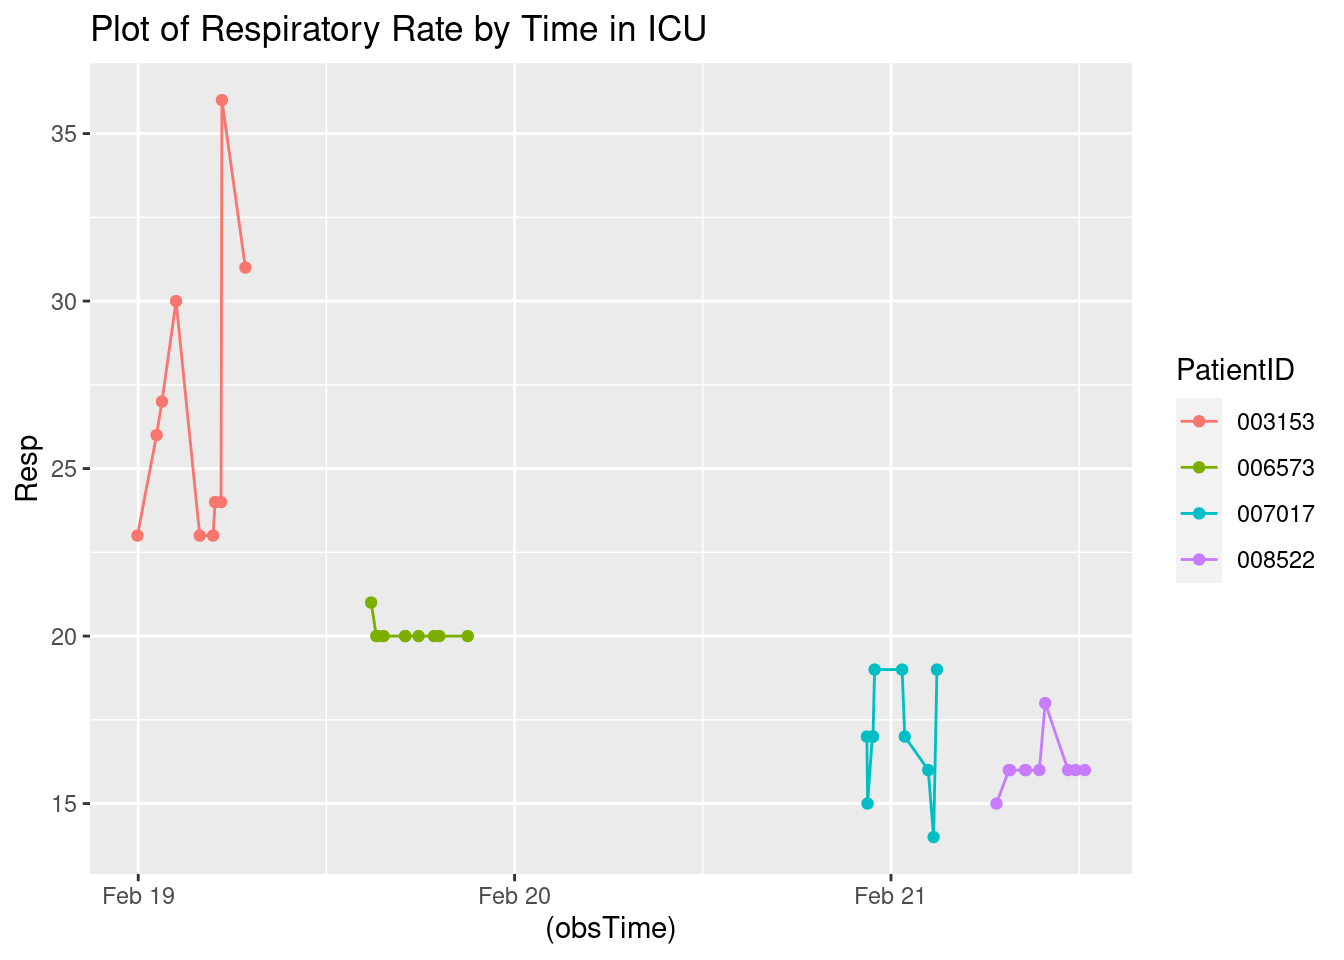 Plot of Respiratory Rate by Time in ICU
35
30
25
20
15
Resp
Feb 19
Feb 20
Feb 21
(obsTime)
PatientID
003153
006573
007017
008522